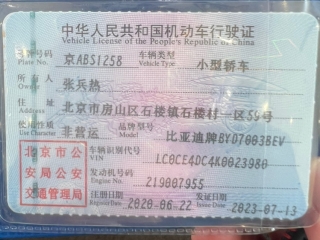 中华人民共和国机动车行驶证
Vehicle License of the People's Republic of China
号牌号码 京ABS1258 车辆类型 小型轿车
Plate No. Vehicle Type
所有人 张兵热
Owner
住址 北京市房山区石楼镇石楼村一区59号
Address
使用性质 非营运 品牌型号 比亚迪牌BYD7003BEV
Use Character Model
北京市公 车辆识别代号 LC0CE4DC4K0023980
VIN
安局公安 发动机号码 219007955
Engine No.
交通管理局 注册日期 2020-06-22 发证日期 2023-07-13
Register Date Issue Date